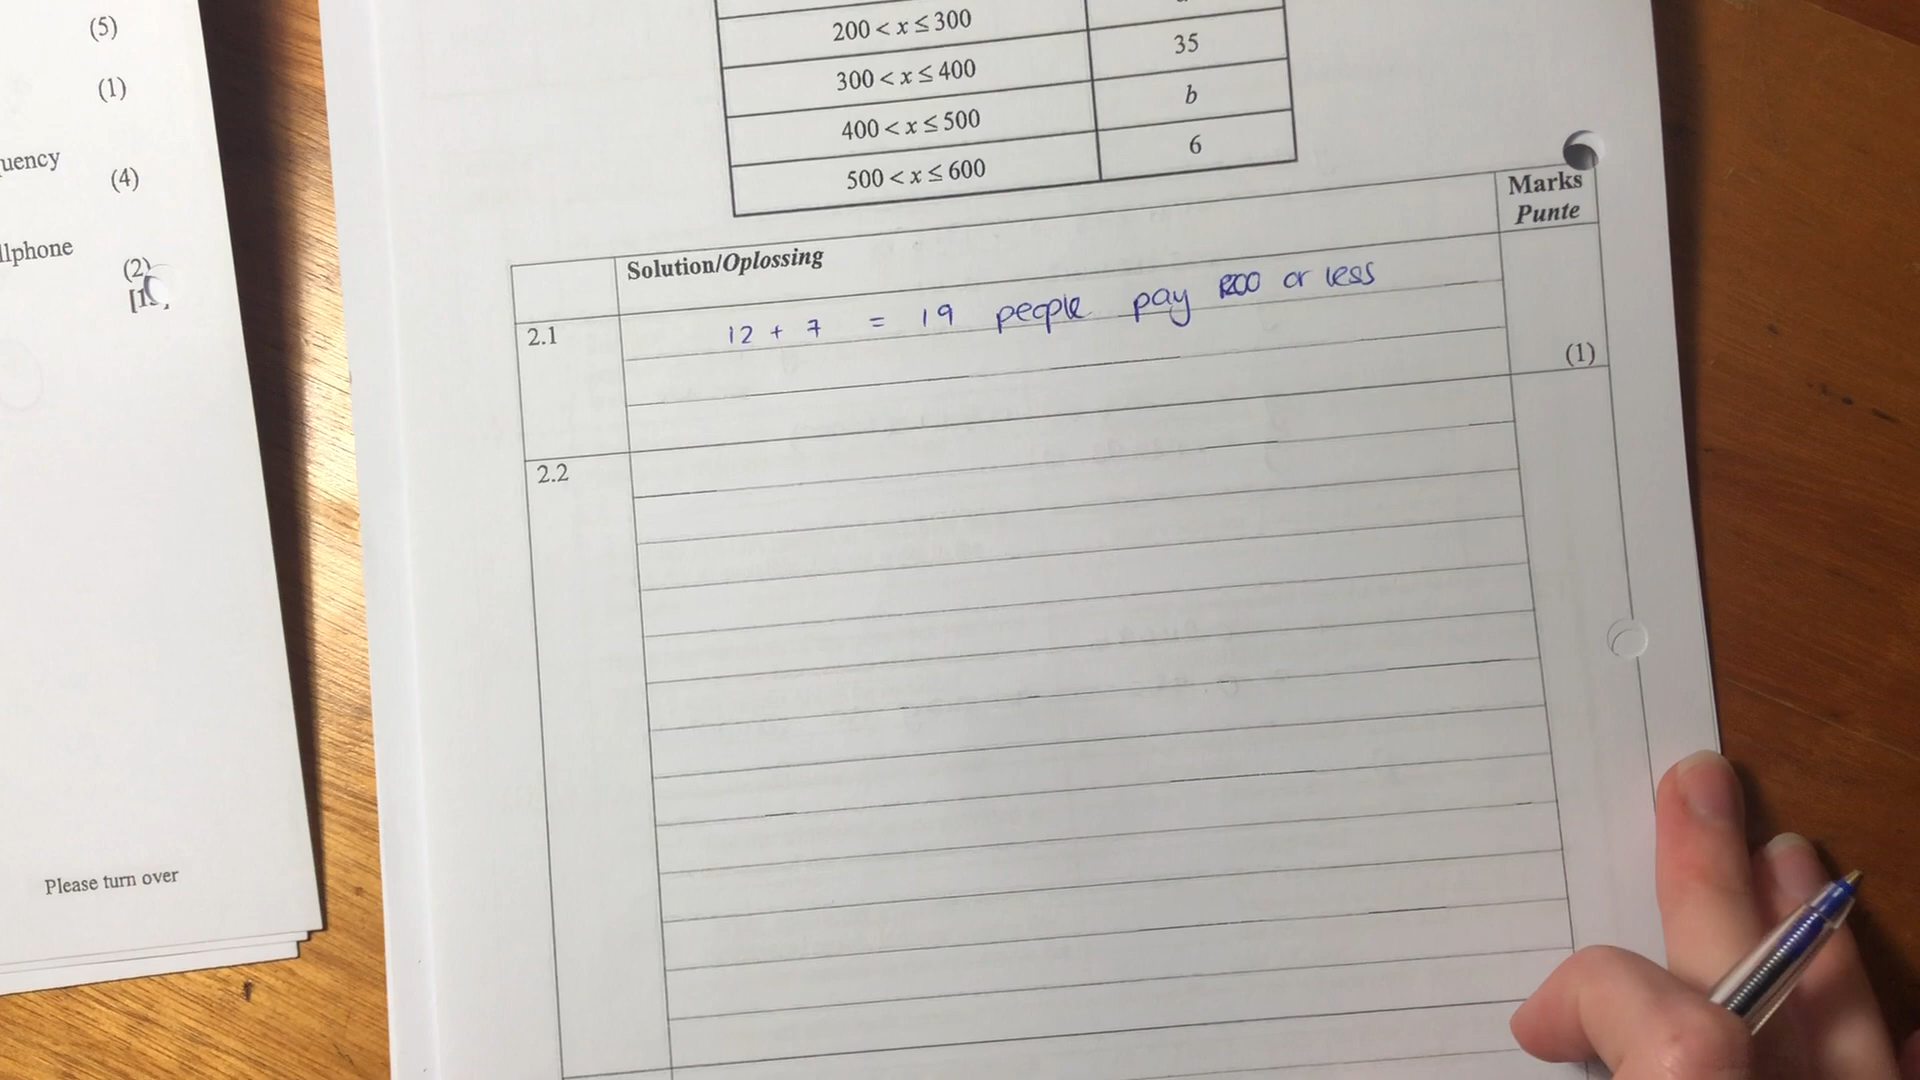 (5)
(1)
uency
(4)
llphone
(2)
Please turn over
200 < x ≤ 300
300 < x ≤ 400 35
400 < x ≤ 500 b
500 < x ≤ 600 6
Marks
Punte
Solution/Oplossing
2.1 12 + 7 = 19 people pay R200 or less
(1)
2.2